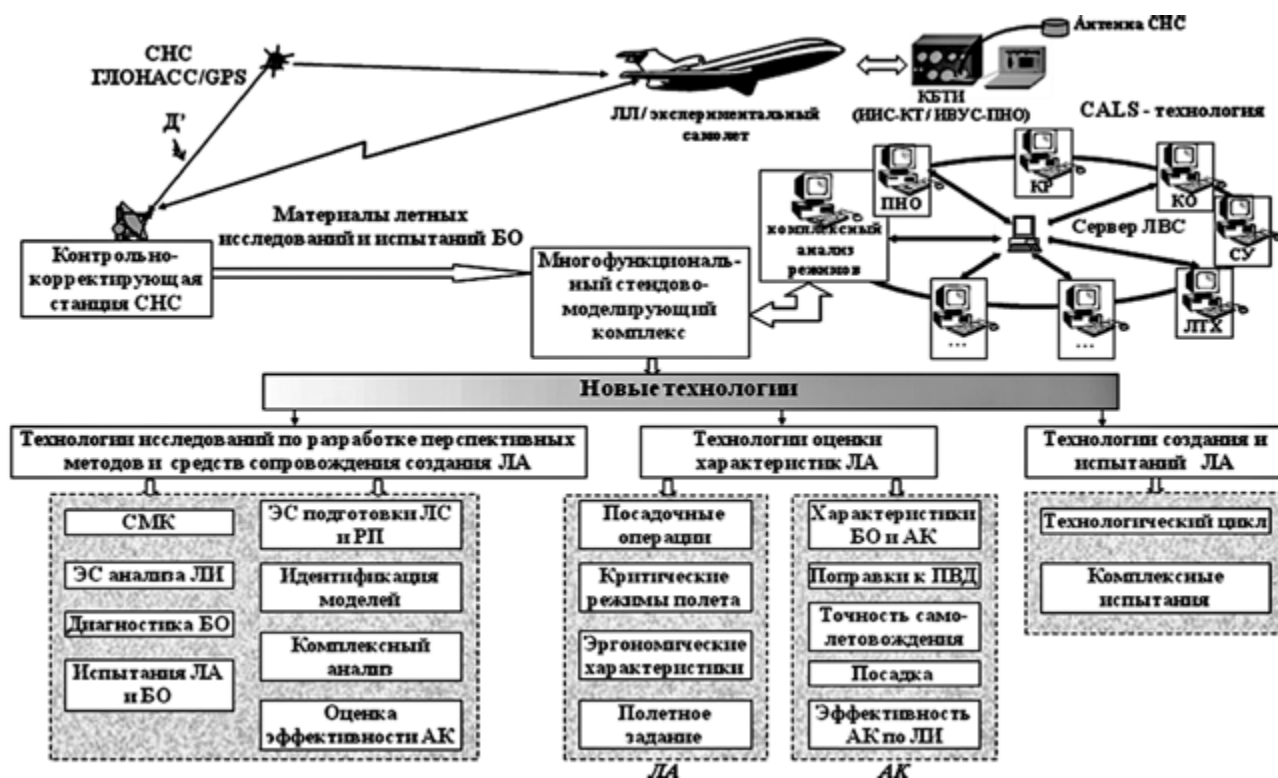 СНС
ГЛОНАСС/GPS
Д'
Антенна СНС
КБТИ
(ИИС-КТ/ИВУС-ПНО)
ЛЛ/экспериментальный
самолет
CALS - технология
ПНО
КР
КО
СУ
ЛТХ
...
...
Сервер ЛВС
комплексный
анализ
режимов
Материалы летных
исследований и испытаний БО
Контрольно-
корректирующая
станция СНС
Многофункциональ-
ный стендово-
моделирующий
комплекс
Новые технологии
Технологии исследований по разработке перспективных
методов и средств сопровождения создания ЛА
Технологии оценки
характеристик ЛА
Технологии создания и
испытаний ЛА
СМК
ЭС анализа ЛИ
Диагностика БО
Испытания ЛА
и БО
ЭС подготовки ЛС
и РП
Идентификация
моделей
Комплексный
анализ
Оценка
эффективности АК
Посадочные
операции
Критические
режимы полета
Эргономические
характеристики
Полетное
задание
ЛА
Характеристики
БО и АК
Поправки к ПВД
Точность само-
летовождения
Посадка
Эффективность
АК по ЛИ
АК
Технологический цикл
Комплексные
испытания